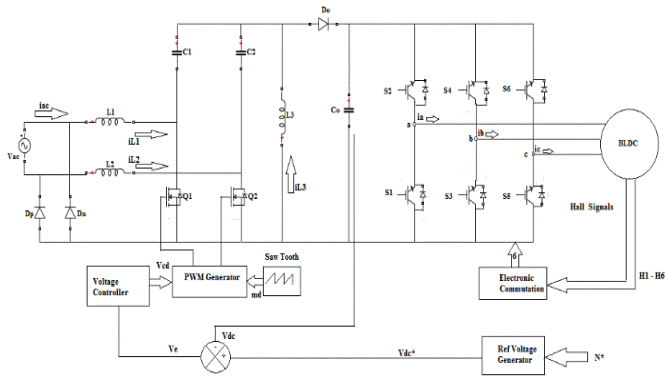 Do
C1
C2
S2
S4
S6
iac
L1
L3
Co
ia
a
ib
b
BLDC
Vac
iL1
iL2
L2
ic
c
iL3
Q1
Q2
S1
S3
S5
Dp
Dn
Hall Signals
Saw Tooth
6
Vcd
PWM Generator
md
Voltage
Controller
Electronic
Commutation
H1 - H6
Vdc
Ve
Vdc*
Ref Voltage
Generator
N*
-
+